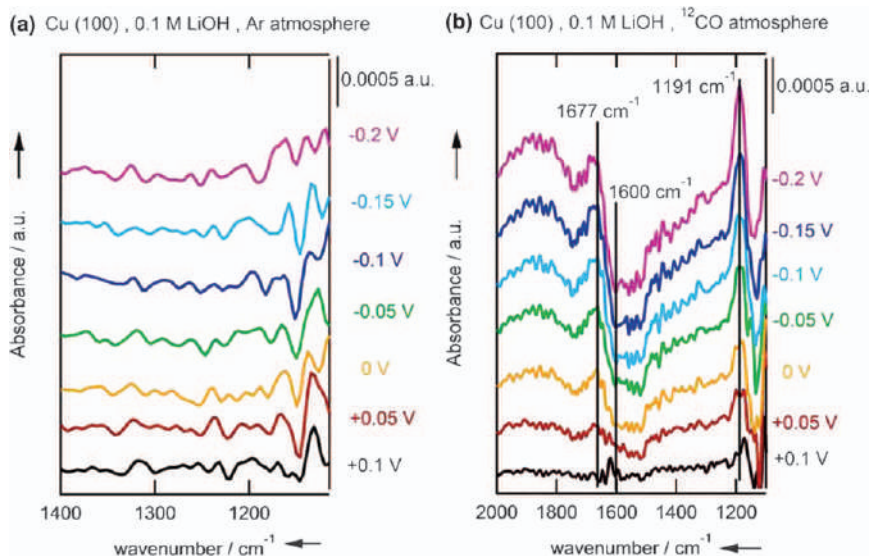 (a) Cu (100) , 0.1 M LiOH , Ar atmosphere
0.0005 a.u.
-0.2 V
-0.15 V
-0.1 V
-0.05 V
0 V
+0.05 V
+0.1 V
Absorbance / a.u.
1400 1300 1200
wavenumber / cm-1
(b) Cu (100) , 0.1 M LiOH , 12CO atmosphere
1191 cm-1
0.0005 a.u.
1677 cm-1
1600 cm-1
-0.2 V
-0.15 V
-0.1 V
-0.05 V
0 V
+0.05 V
+0.1 V
Absorbance / a.u.
2000 1800 1600 1400 1200
wavenumber / cm-1